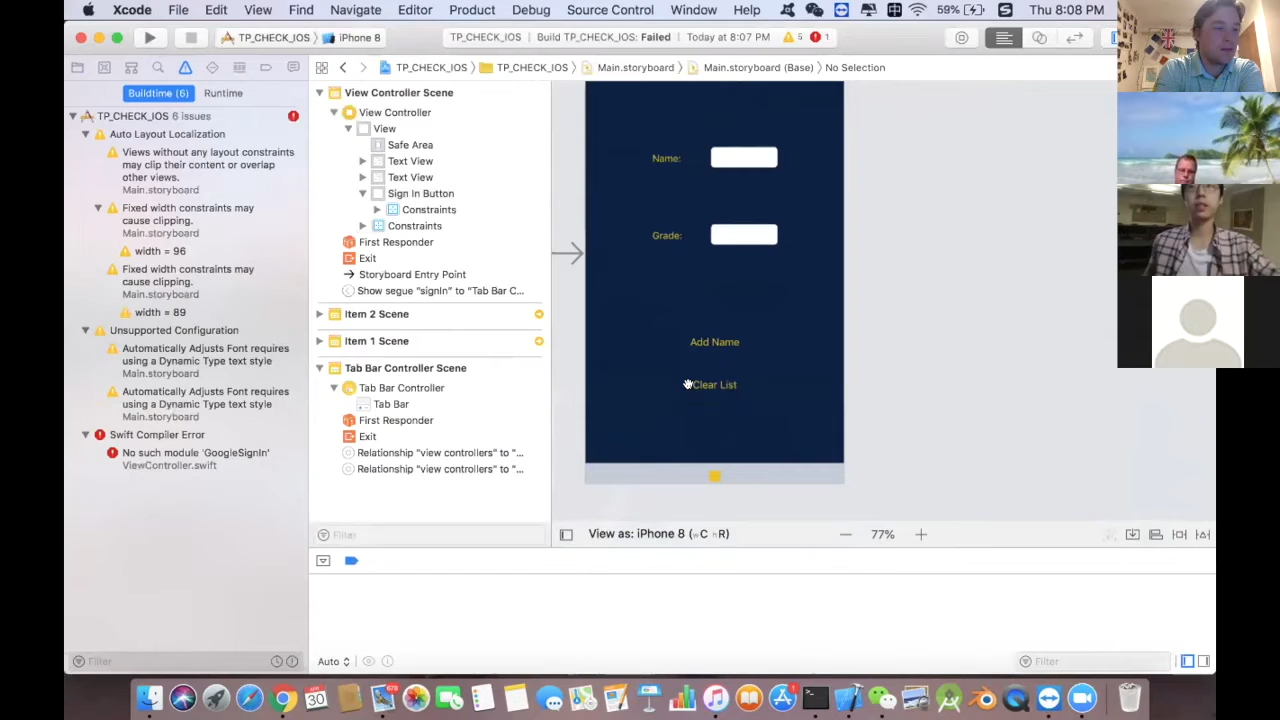 Xcode File Edit View Find Navigate Editor Product Debug Source Control Window Help 59% Thu 8:08 PM
TP_CHECK_IOS iPhone 8 TP_CHECK_IOS Build TP_CHECK_IOS: Failed Today at 8:07 PM 5 1
TP_CHECK_IOS TP_CHECK_IOS Main.storyboard Main.storyboard (Base) No Selection
Buildtime (6) Runtime
TP_CHECK_IOS 6 issues
Auto Layout Localization
Views without any layout constraints
may clip their content or overlap
other views.
Main.storyboard
Fixed width constraints may
cause clipping.
Main.storyboard
width = 96
Fixed width constraints may
cause clipping.
Main.storyboard
width = 89
Unsupported Configuration
Automatically Adjusts Font requires
using a Dynamic Type text style
Main.storyboard
Automatically Adjusts Font requires
using a Dynamic Type text style
Main.storyboard
Swift Compiler Error
No such module 'GoogleSignIn'
ViewController.swift
Filter
View Controller Scene
View Controller
View
Safe Area
Text View
Text View
Sign In Button
Constraints
Constraints
First Responder
Exit
Storyboard Entry Point
Show segue "signIn" to "Tab Bar C...
Item 2 Scene
Item 1 Scene
Tab Bar Controller Scene
Tab Bar Controller
Tab Bar
First Responder
Exit
Relationship "view controllers" to "...
Relationship "view controllers" to "...
Filter
Name:
Grade:
Add Name
Clear List
View as: iPhone 8 (wC hR) 77%
Auto
Filter
30